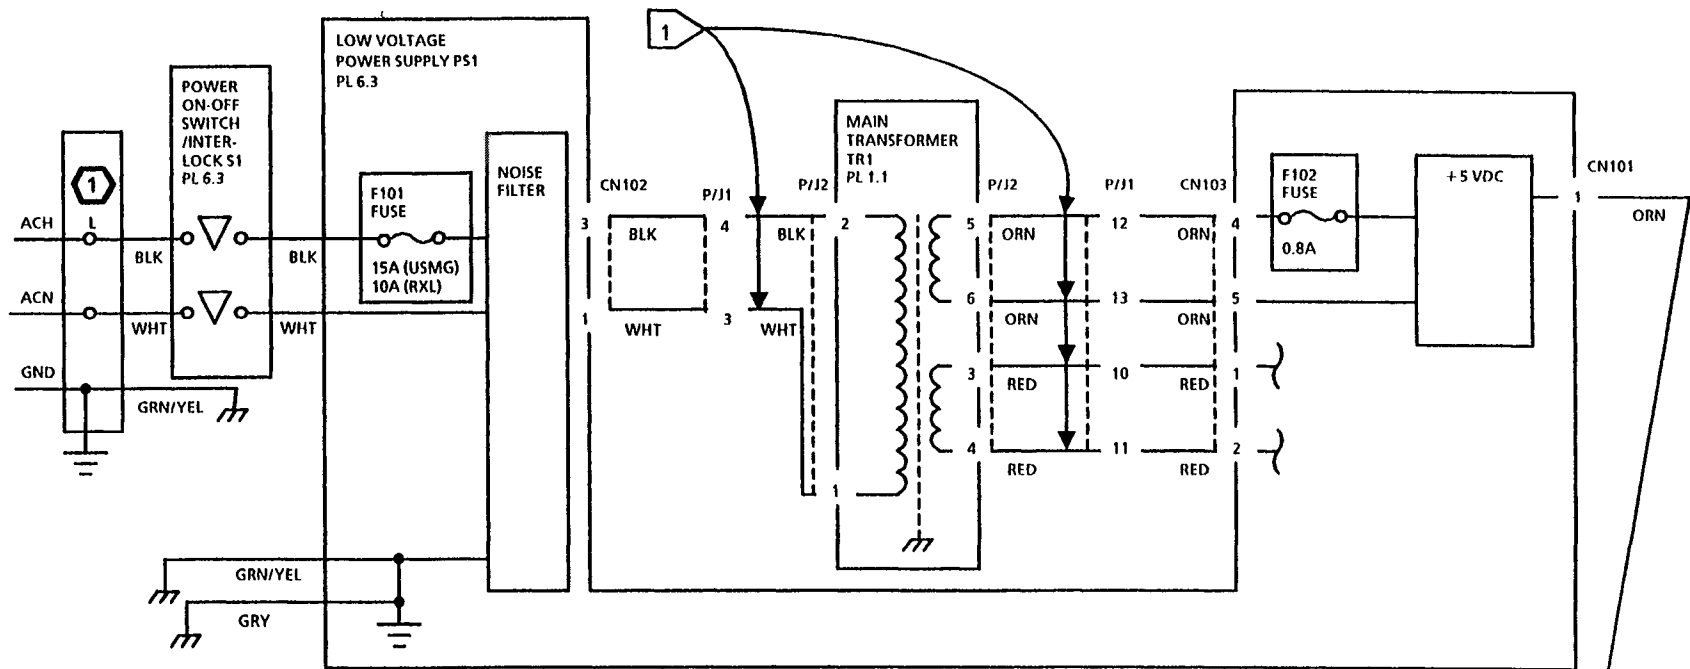 1
LOW VOLTAGE
POWER SUPPLY PS1
PL 6.3
POWER
ON-OFF
SWITCH
/INTER-
LOCK S1
PL 6.3
MAIN
TRANSFORMER
TR1
PL 1.1
NOISE
FILTER
F101
FUSE
15A (USMG)
10A (RXL)
F102
FUSE
0.8A
+5 VDC
CN101
1
ORN
1
L
ACH
BLK
BLK
ACN
WHT
WHT
GND
GRN/YEL
CN102
P/J1
P/J2
P/J2
P/J1
CN103
3
BLK
4
BLK
2
5
ORN
12
ORN
4
6
ORN
13
ORN
5
1
WHT
3
WHT
3
RED
10
RED
1
4
RED
11
RED
2
1
GRN/YEL
GRY